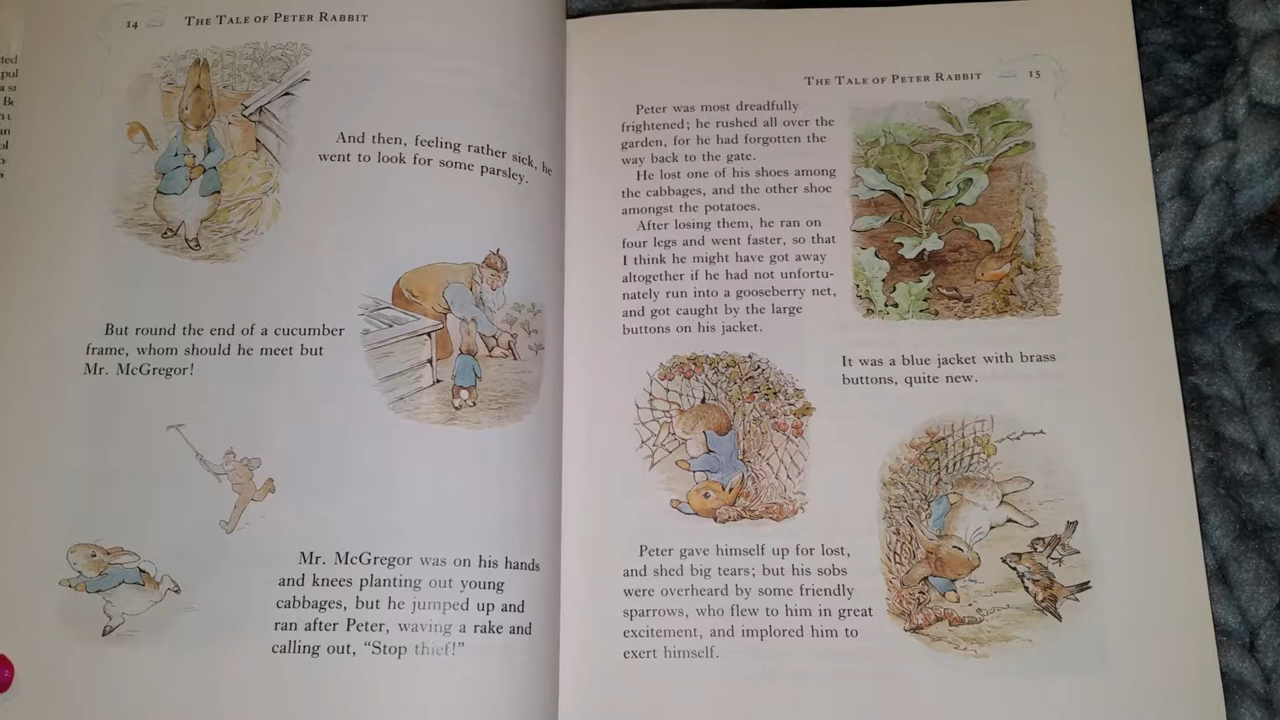 14
THE TALE OF PETER RABBIT
And then, feeling rather sick, he
went to look for some parsley.
But round the end of a cucumber
frame, whom should he meet but
Mr. McGregor!
Mr. McGregor was on his hands
and knees planting out young
cabbages, but he jumped up and
ran after Peter, waving a rake and
calling out, “Stop thief!”
THE TALE OF PETER RABBIT
15
Peter was most dreadfully
frightened; he rushed all over the
garden, for he had forgotten the
way back to the gate.
He lost one of his shoes among
the cabbages, and the other shoe
amongst the potatoes.
After losing them, he ran on
four legs and went faster, so that
I think he might have got away
altogether if he had not unfortu-
nately run into a gooseberry net,
and got caught by the large
buttons on his jacket.
It was a blue jacket with brass
buttons, quite new.
Peter gave himself up for lost,
and shed big tears; but his sobs
were overheard by some friendly
sparrows, who flew to him in great
excitement, and implored him to
exert himself.